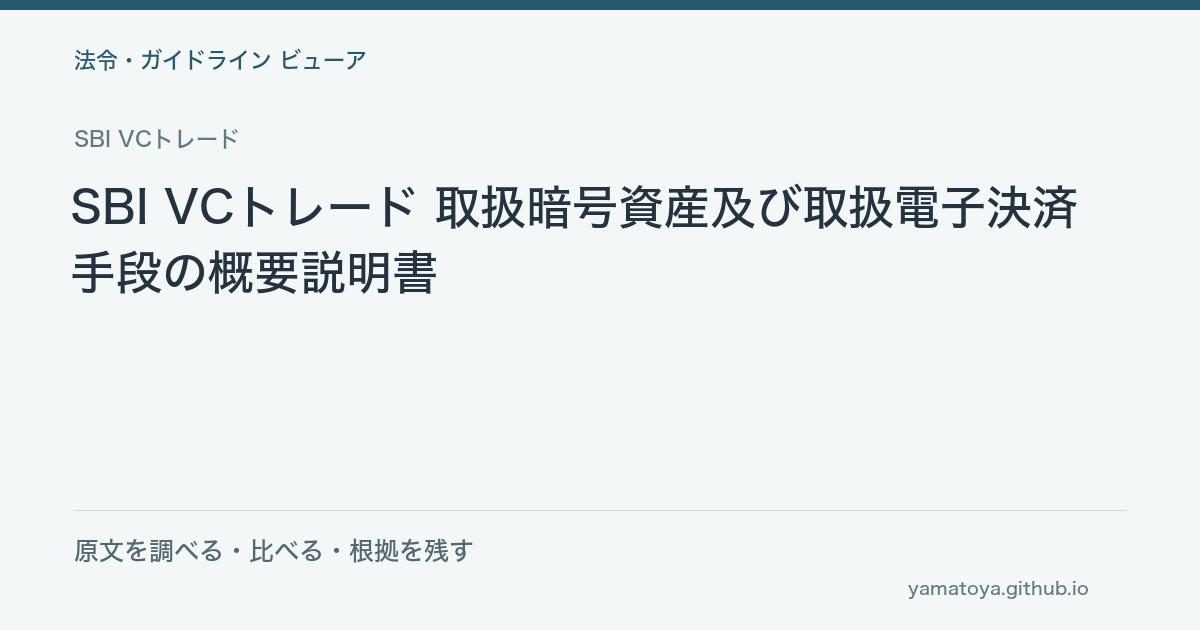 法令・ガイドライン ビューア
SBI VCトレード
SBI VCトレード 取扱暗号資産及び取扱電子決済
手段の概要説明書
原文を調べる・比べる・根拠を残す
yamatoya.github.io